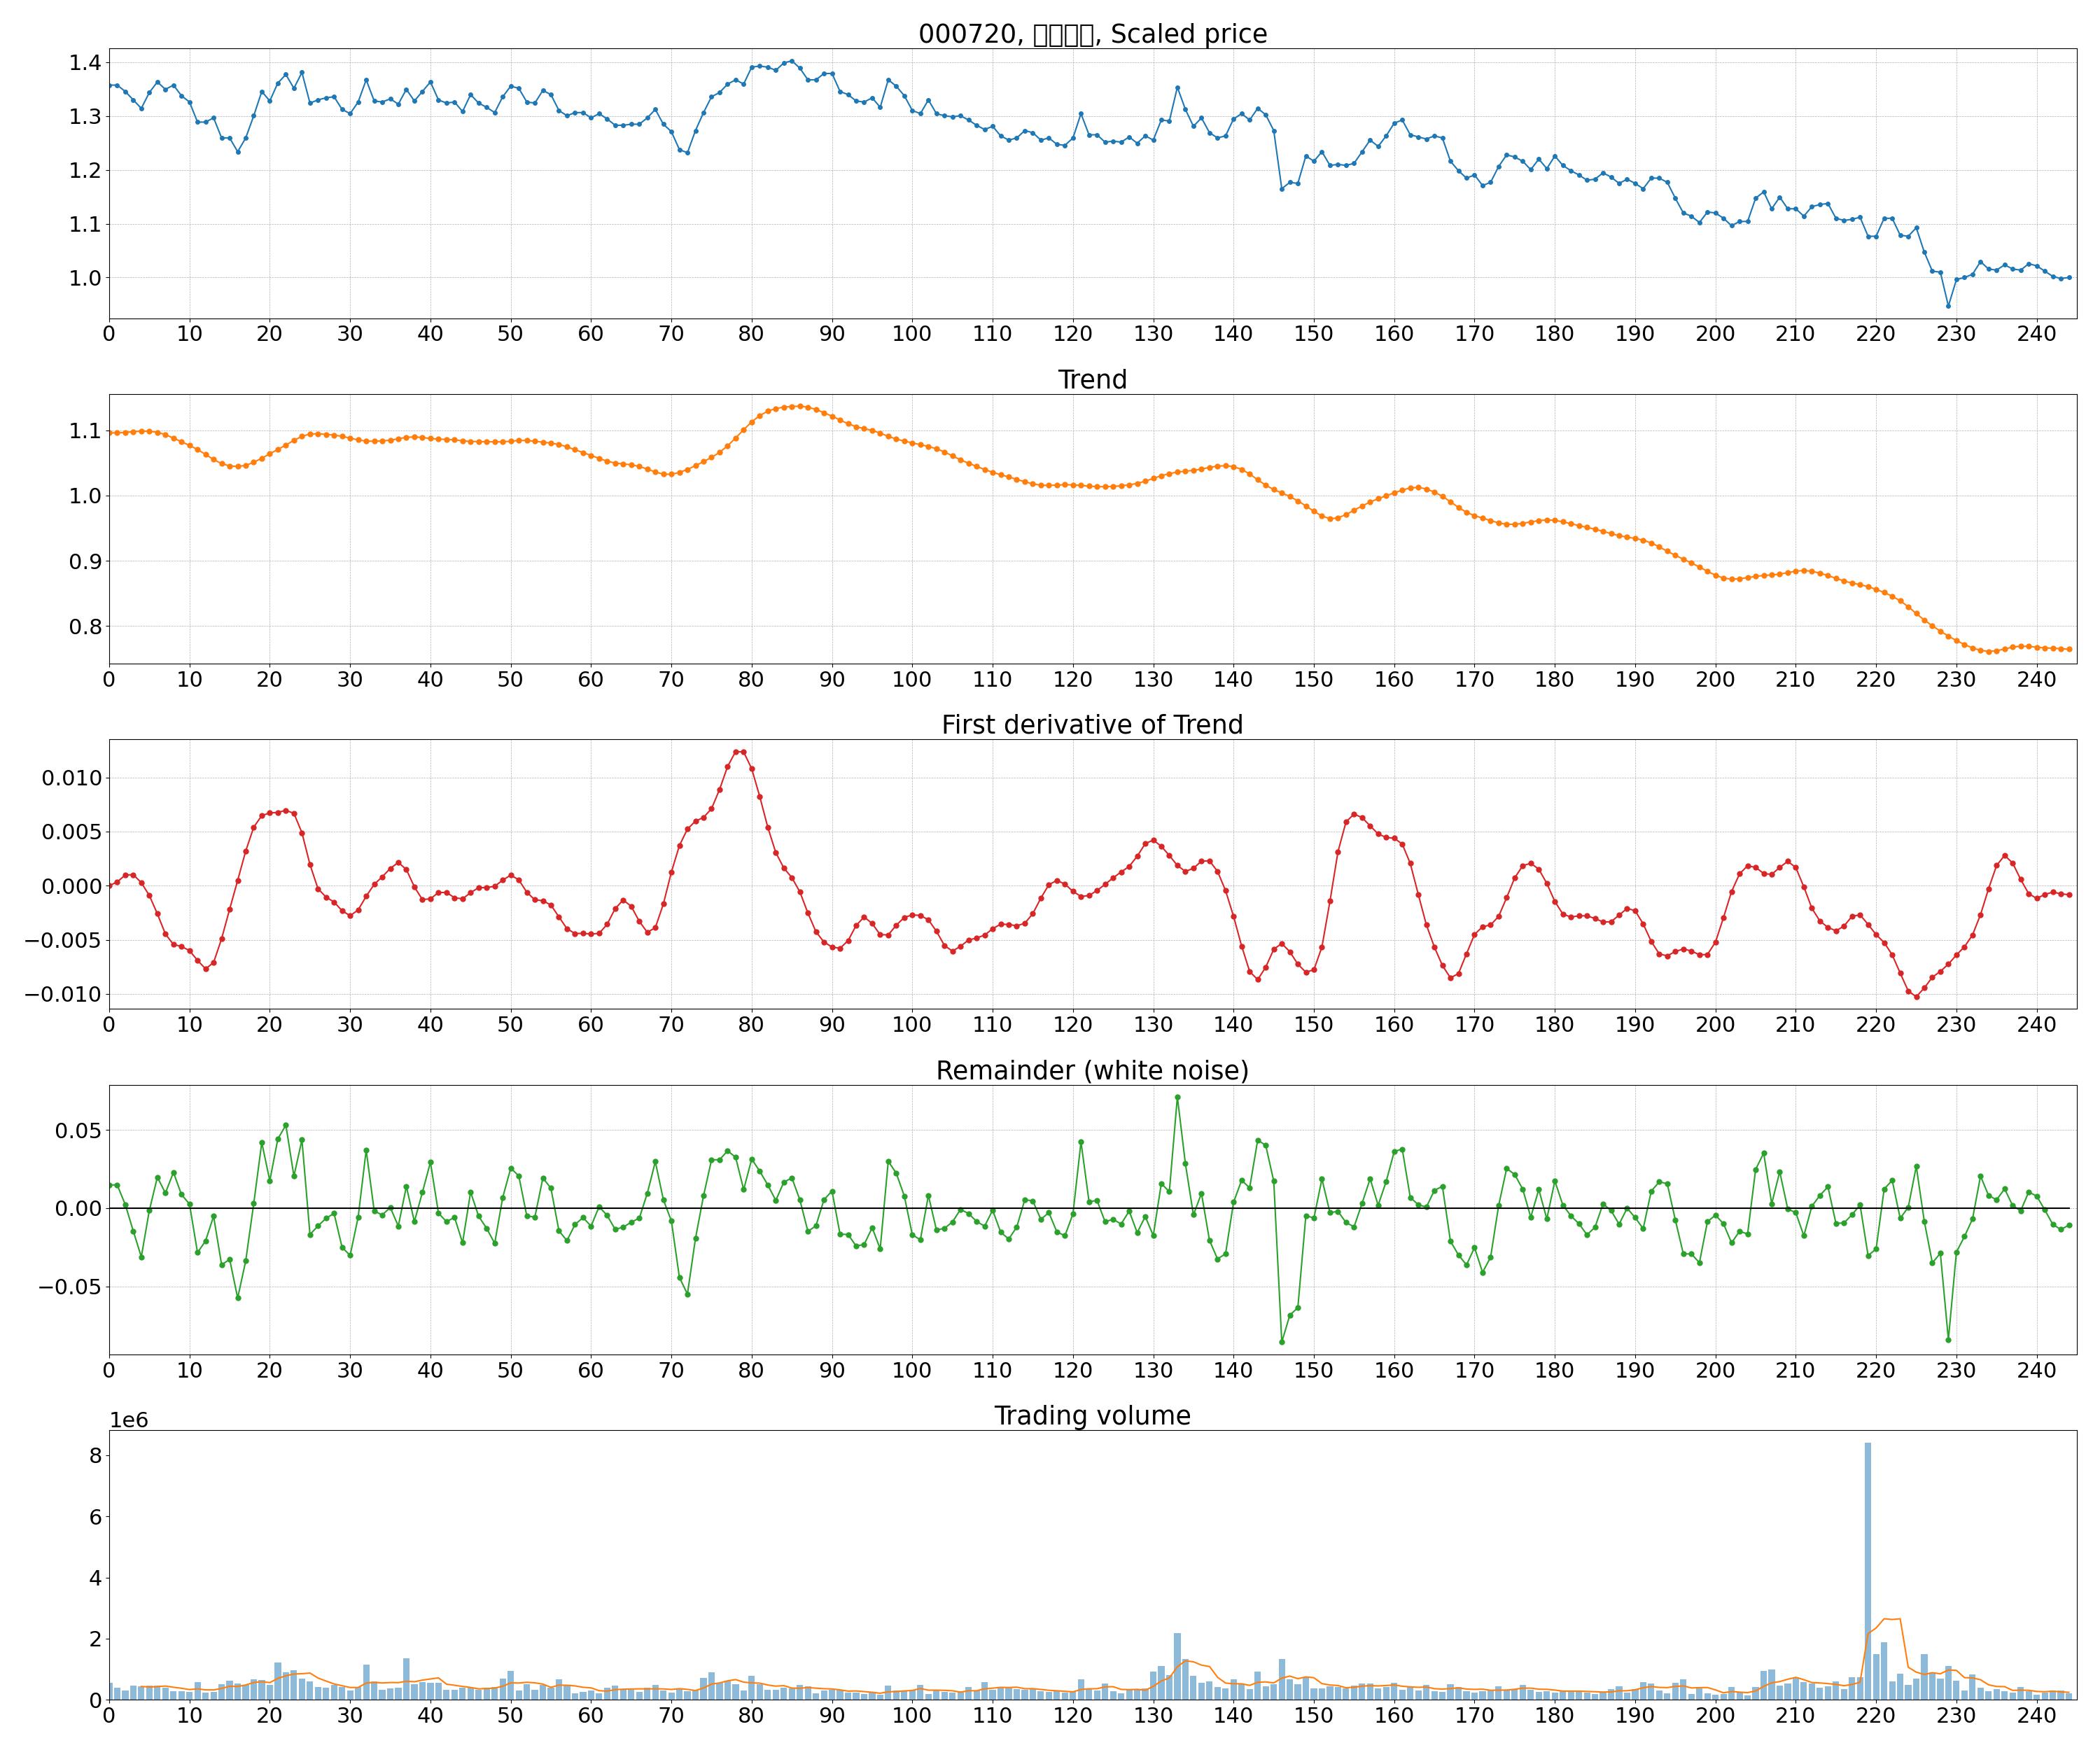 000720, □□□□, Scaled price
1.4
1.3
1.2
1.1
1.0
0 10 20 30 40 50 60 70 80 90 100 110 120 130 140 150 160 170 180 190 200 210 220 230 240
Trend
1.1
1.0
0.9
0.8
0 10 20 30 40 50 60 70 80 90 100 110 120 130 140 150 160 170 180 190 200 210 220 230 240
First derivative of Trend
0.010
0.005
0.000
−0.005
−0.010
0 10 20 30 40 50 60 70 80 90 100 110 120 130 140 150 160 170 180 190 200 210 220 230 240
Remainder (white noise)
0.05
0.00
−0.05
0 10 20 30 40 50 60 70 80 90 100 110 120 130 140 150 160 170 180 190 200 210 220 230 240
Trading volume
1e6
8
6
4
2
0
0 10 20 30 40 50 60 70 80 90 100 110 120 130 140 150 160 170 180 190 200 210 220 230 240